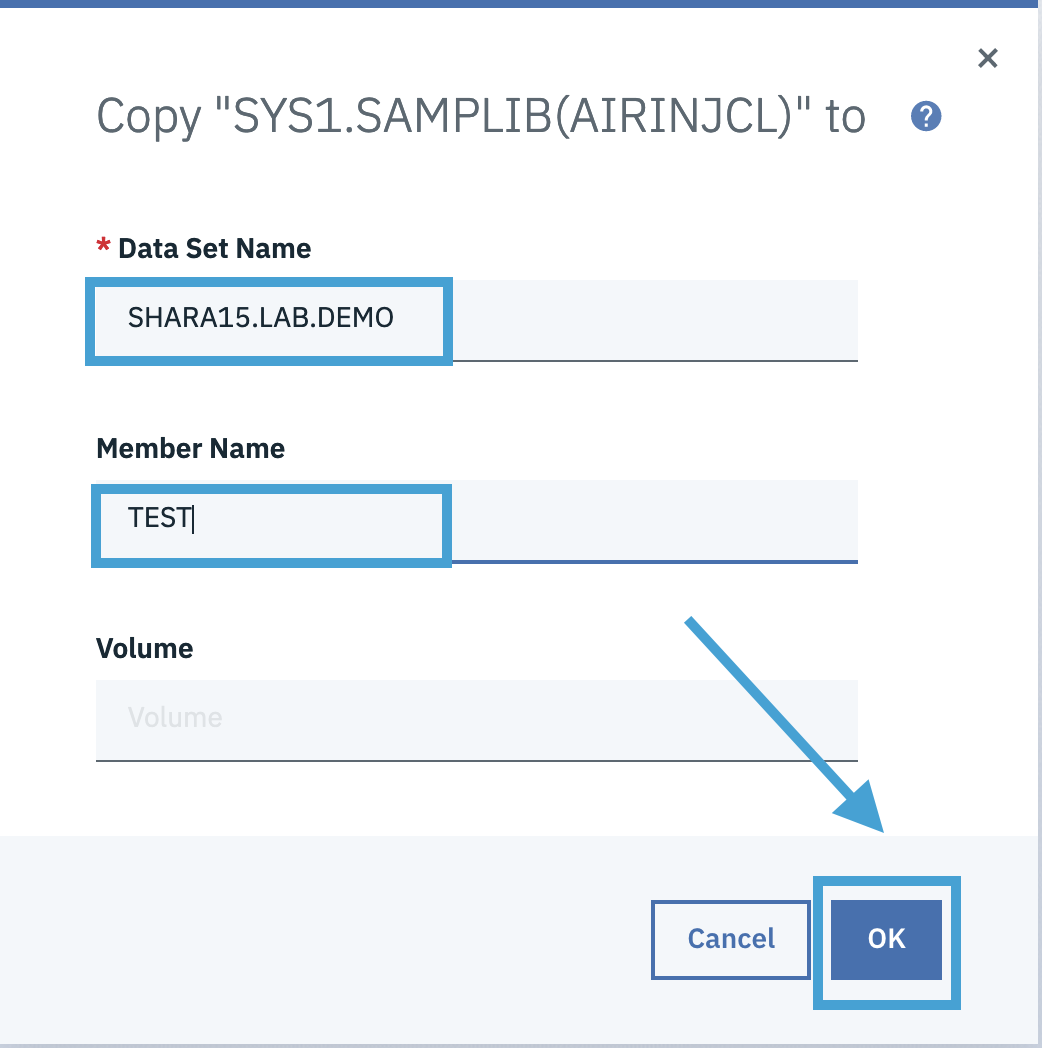 Copy "SYS1.SAMPLIB(AIRINJCL)" to ?
* Data Set Name
SHARA15.LAB.DEMO
Member Name
TEST
Volume
Volume
Cancel OK